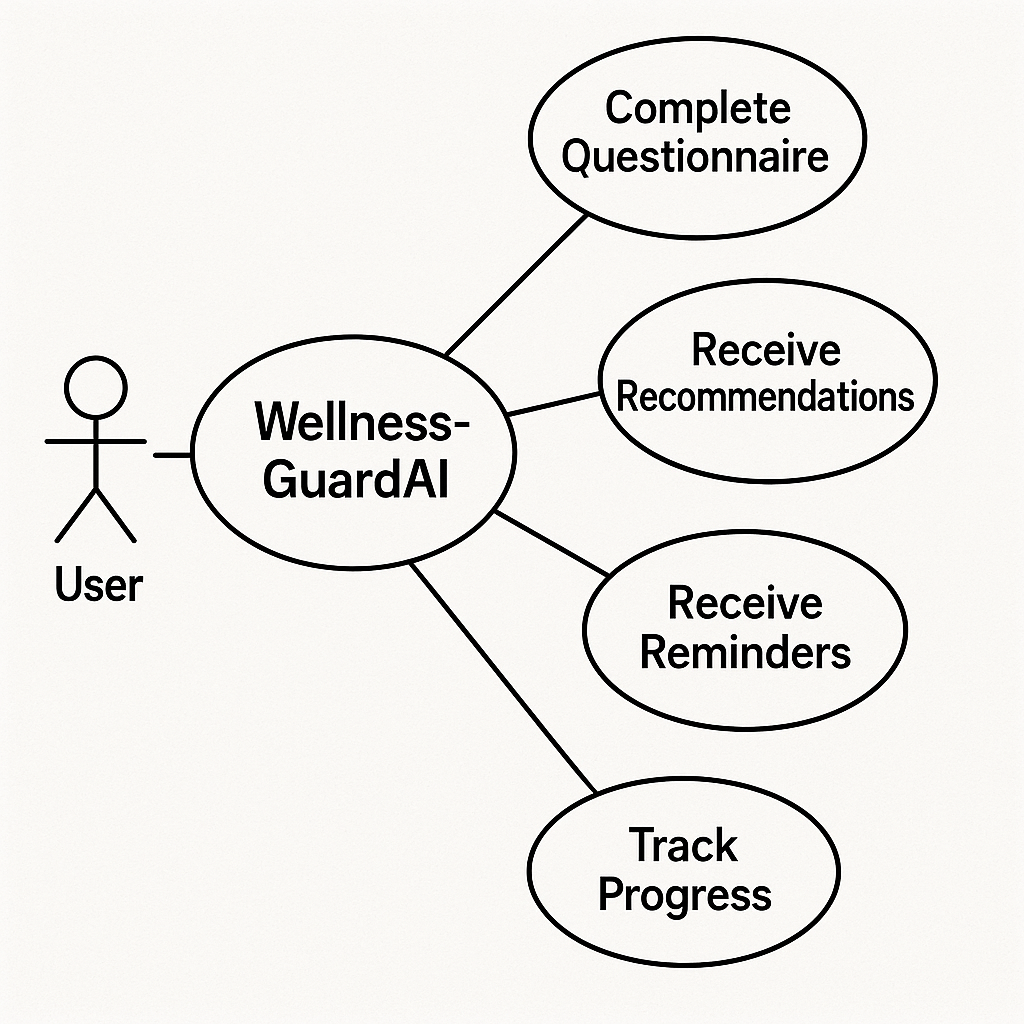 Complete
Questionnaire
Receive
Recommendations
Wellness-
GuardAI
User
Receive
Reminders
Track
Progress